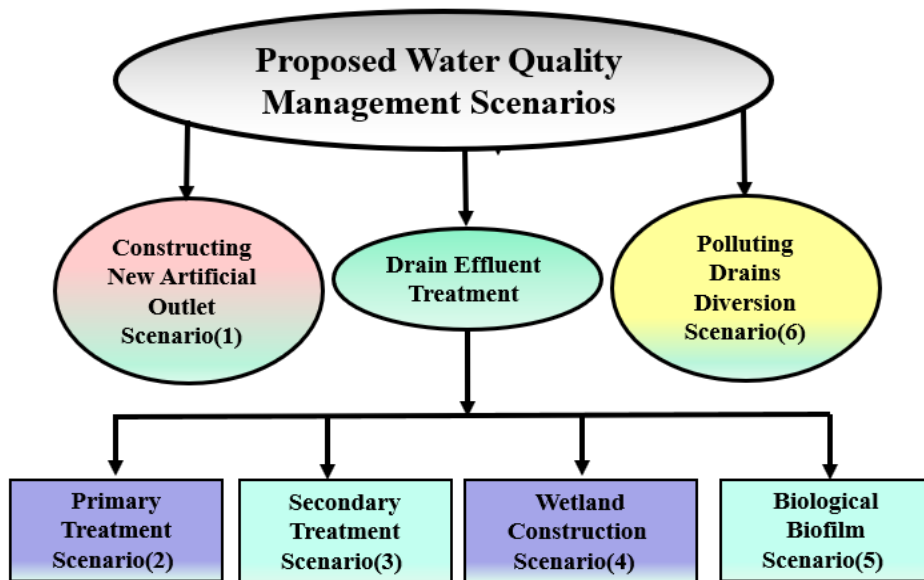 Proposed Water Quality
Management Scenarios
Constructing
New Artificial
Outlet
Scenario(1)
Drain Effluent
Treatment
Polluting
Drains
Diversion
Scenario(6)
Primary
Treatment
Scenario(2)
Secondary
Treatment
Scenario(3)
Wetland
Construction
Scenario(4)
Biological
Biofilm
Scenario(5)